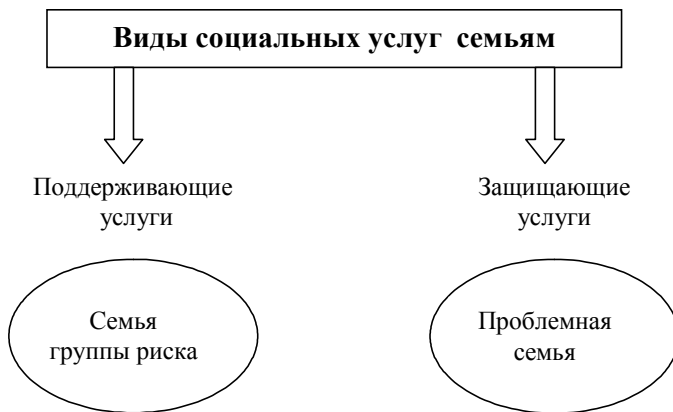 Виды социальных услуг семьям
Поддерживающие
услуги
Защищающие
услуги
Семья
группы риска
Проблемная
семья